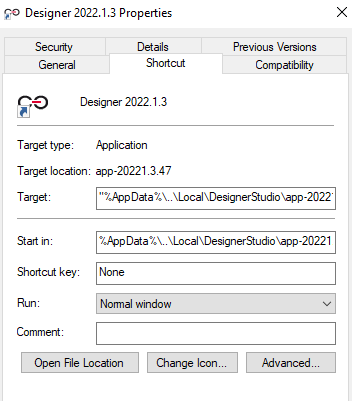 Designer 2022.1.3 Properties
Security Details Previous Versions
General Shortcut Compatibility
Designer 2022.1.3
Target type: Application
Target location: app-20221.3.47
Target: "%AppData%\..\Local\DesignerStudio\app-2022
Start in: %AppData%\..\Local\DesignerStudio\app-20221
Shortcut key: None
Run: Normal window
Comment:
Open File Location Change Icon... Advanced...